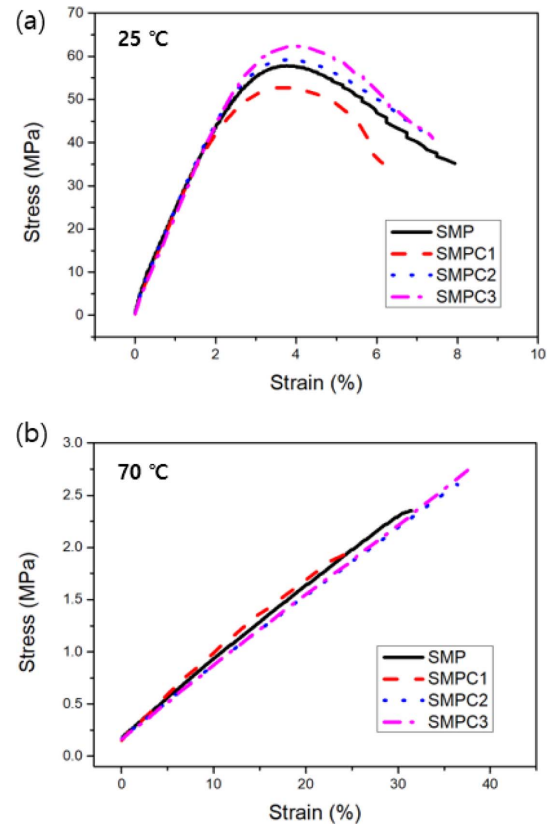 (a)
25 ℃
70
60
50
40
30
20
10
0
Stress (MPa)
SMP
SMPC1
SMPC2
SMPC3
0 2 4 6 8 10
Strain (%)
(b)
70 ℃
3.0
2.5
2.0
1.5
1.0
0.5
0.0
Stress (MPa)
SMP
SMPC1
SMPC2
SMPC3
0 10 20 30 40
Strain (%)